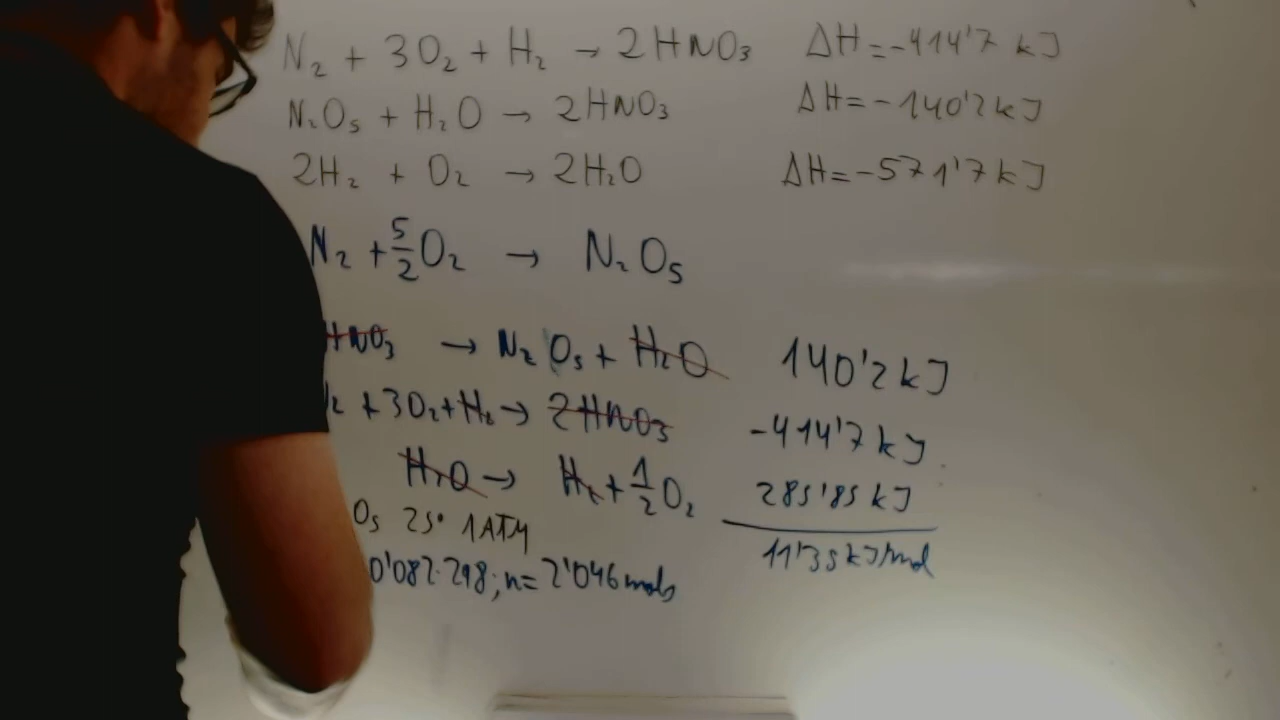 N₂ + 3O₂ + H₂ → 2HNO₃ ΔH = -414'7 kJ
N₂O₅ + H₂O → 2HNO₃ ΔH = -140'2 kJ
2H₂ + O₂ → 2H₂O ΔH = -571'7 kJ
N₂ + 5/2 O₂ → N₂O₅
HNO₃ → N₂O₅ + H₂O 140'2 kJ
₂ + 3O₂ + H₂ → 2HNO₃ -414'7 kJ
H₂O → H₂ + 1/2 O₂ 285'85 kJ
O₅ 25° 1ATM 11'35 kJ/mol
0'082·298; n = 2'046 mols